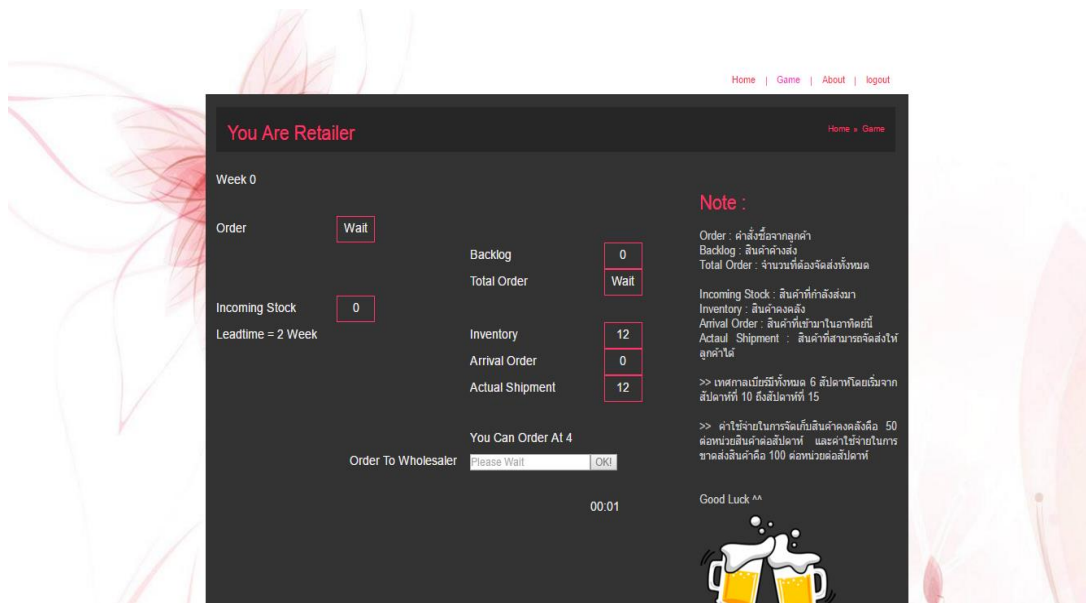 Home | Game | About | logout
You Are Retailer
Home » Game
Week 0
Order Wait
Backlog 0
Total Order Wait
Incoming Stock 0
Leadtime = 2 Week
Inventory 12
Arrival Order 0
Actual Shipment 12
You Can Order At 4
Order To Wholesaler Please Wait OK!
00:01
Note :
Order : คำสั่งซื้อจากลูกค้า
Backlog : สินค้าค้างส่ง
Total Order : จำนวนที่ต้องจัดส่งทั้งหมด
Incoming Stock : สินค้าที่กำลังส่งมา
Inventory : สินค้าคงคลัง
Arrival Order : สินค้าที่เข้ามาในอาทิตย์นี้
Actaul Shipment : สินค้าที่สามารถจัดส่งให้
ลูกค้าได้
>> เทศกาลเบียร์มีทั้งหมด 6 สัปดาห์โดยเริ่มจาก
สัปดาห์ที่ 10 ถึงสัปดาห์ที่ 15
>> ค่าใช้จ่ายในการจัดเก็บสินค้าคงคลังคือ 50
ต่อหน่วยสินค้าต่อสัปดาห์ และค่าใช้จ่ายในการ
ขาดส่งสินค้าคือ 100 ต่อหน่วยต่อสัปดาห์
Good Luck ^^